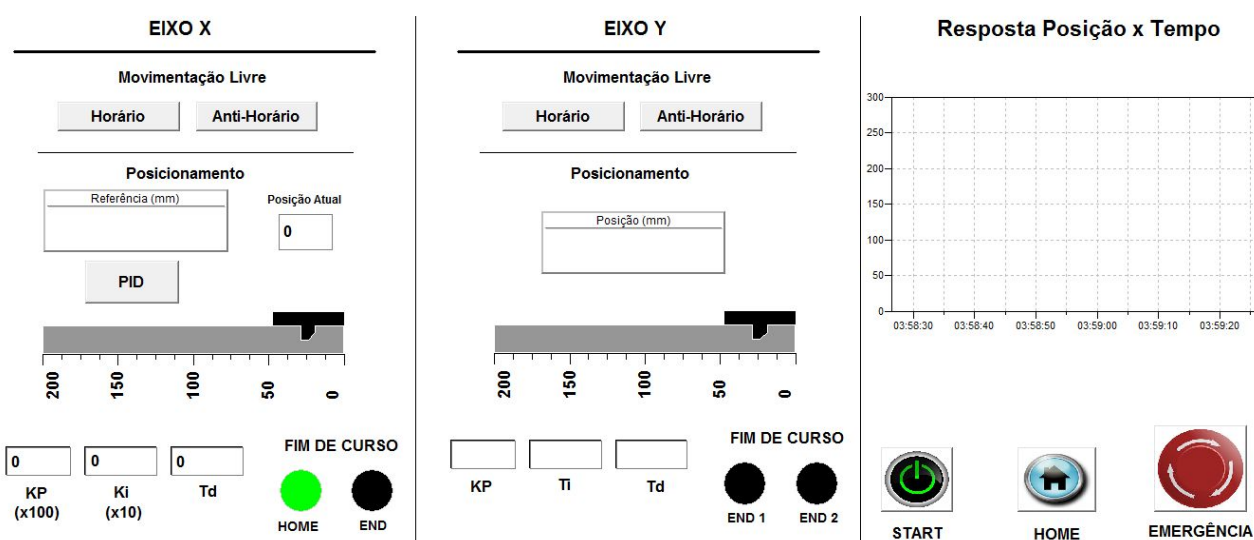 EIXO X
Movimentação Livre
Horário
Anti-Horário
Posicionamento
Referência (mm)
Posição Atual
0
PID
200
150
100
50
0
0
0
0
KP
(x100)
Ki
(x10)
Td
FIM DE CURSO
HOME
END
EIXO Y
Movimentação Livre
Horário
Anti-Horário
Posicionamento
Posição (mm)
200
150
100
50
0
KP
Ti
Td
FIM DE CURSO
END 1
END 2
Resposta Posição x Tempo
300
250
200
150
100
50
0
03:58:30
03:58:40
03:58:50
03:59:00
03:59:10
03:59:20
START
HOME
EMERGÊNCIA